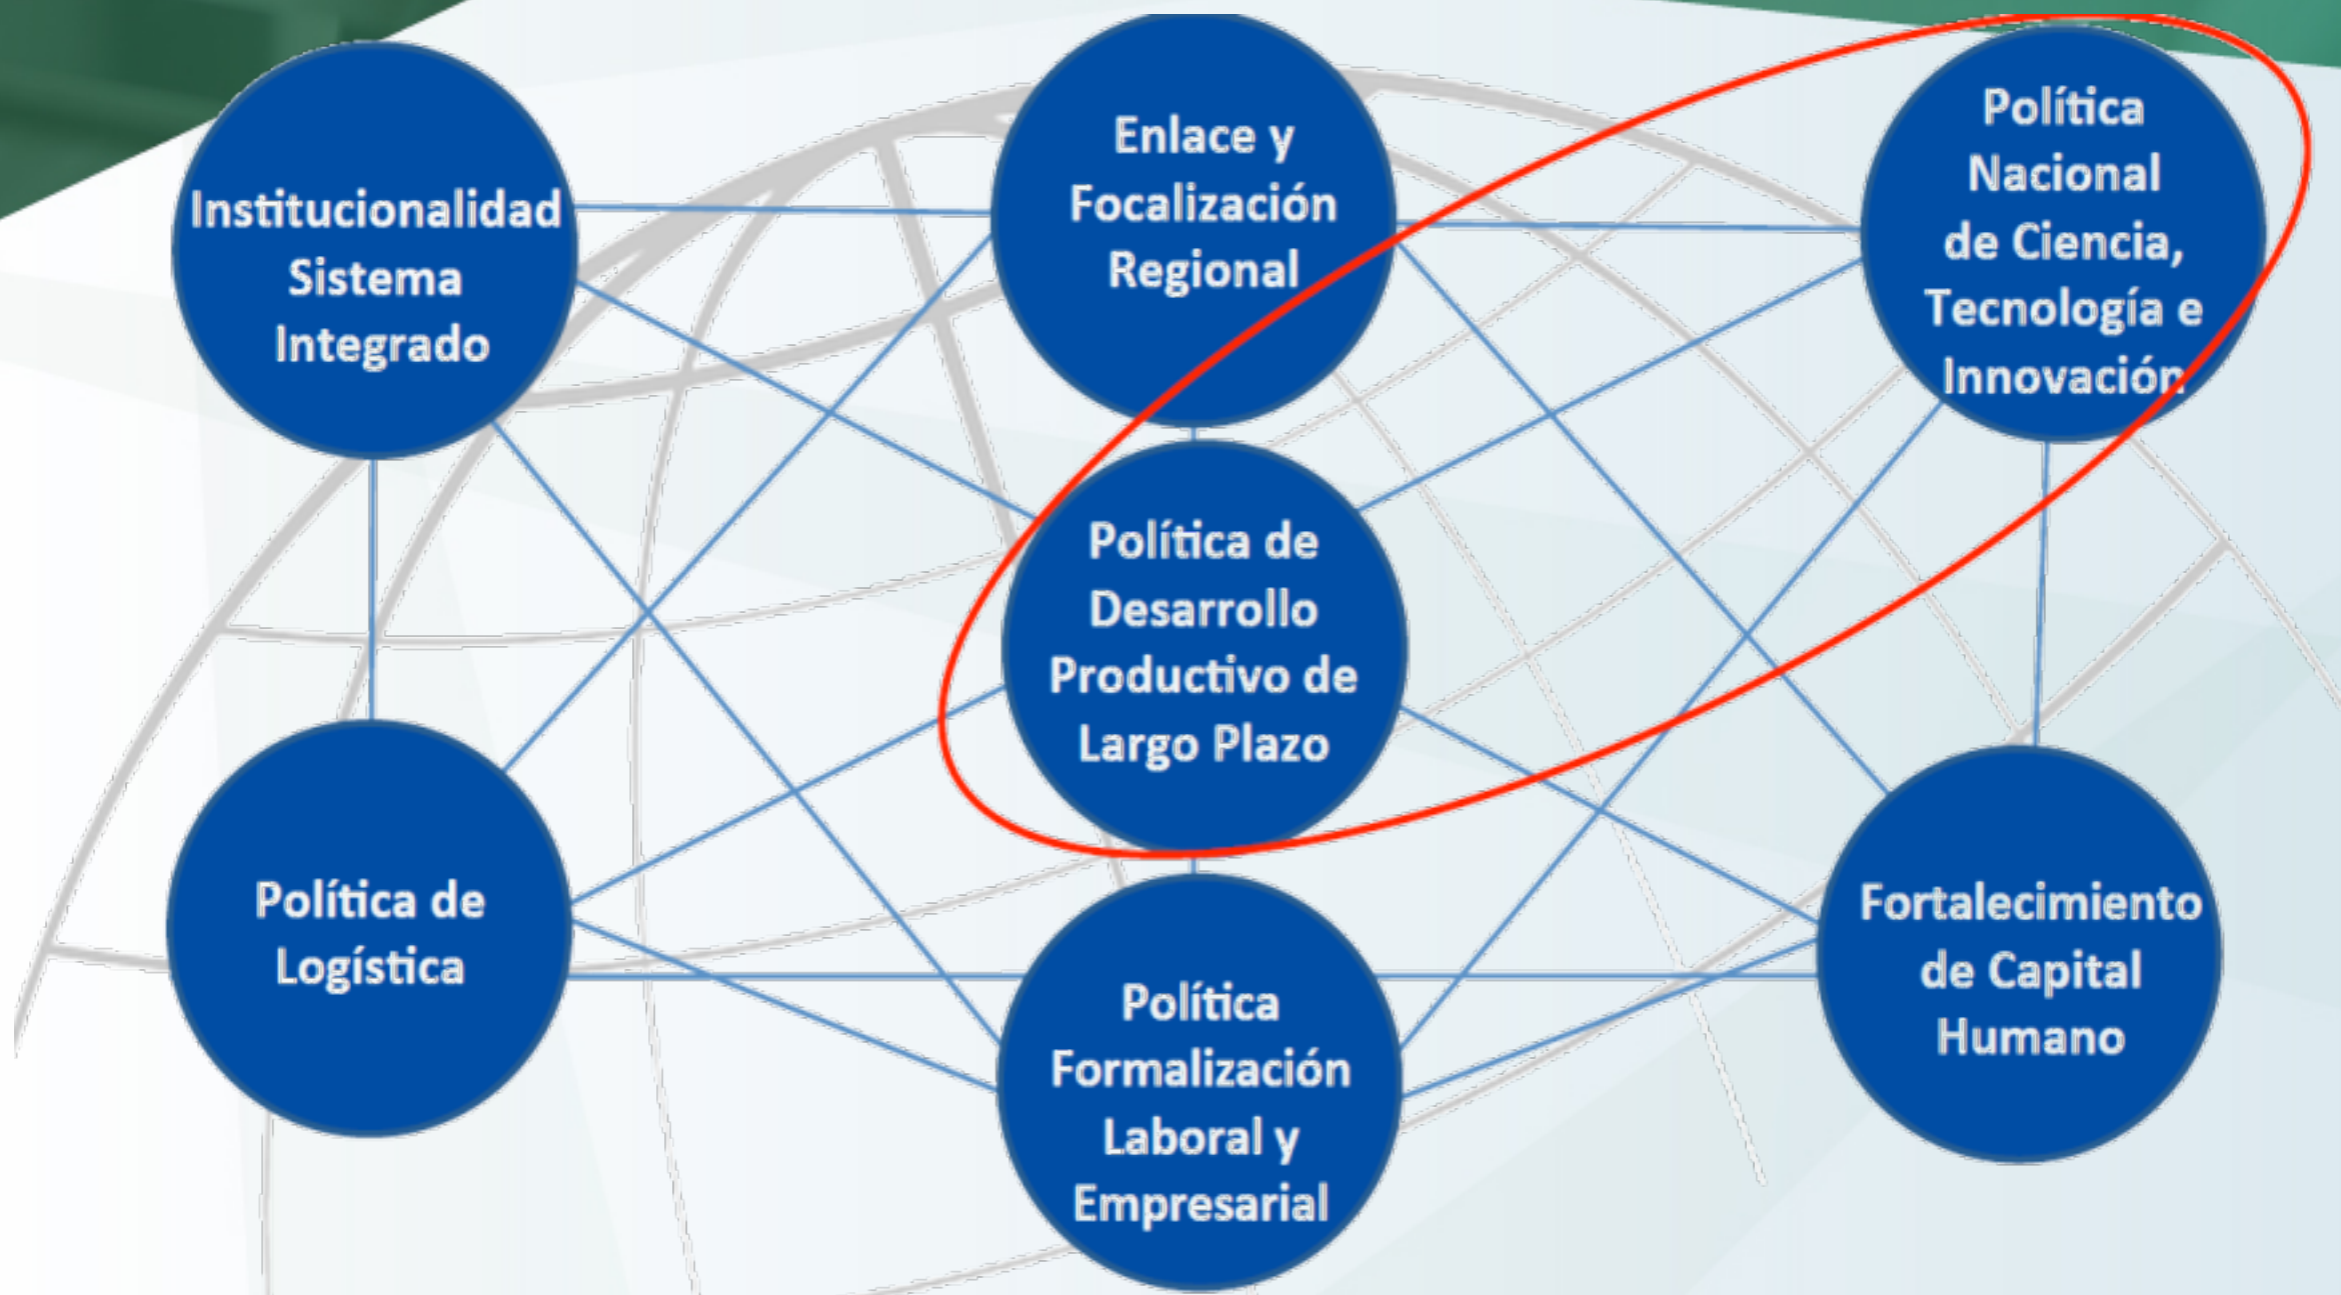 Institucionalidad
Sistema
Integrado
Enlace y
Focalización
Regional
Política
Nacional
de Ciencia,
Tecnología e
Innovación
Política de
Desarrollo
Productivo de
Largo Plazo
Política de
Logística
Política
Formalización
Laboral y
Empresarial
Fortalecimiento
de Capital
Humano